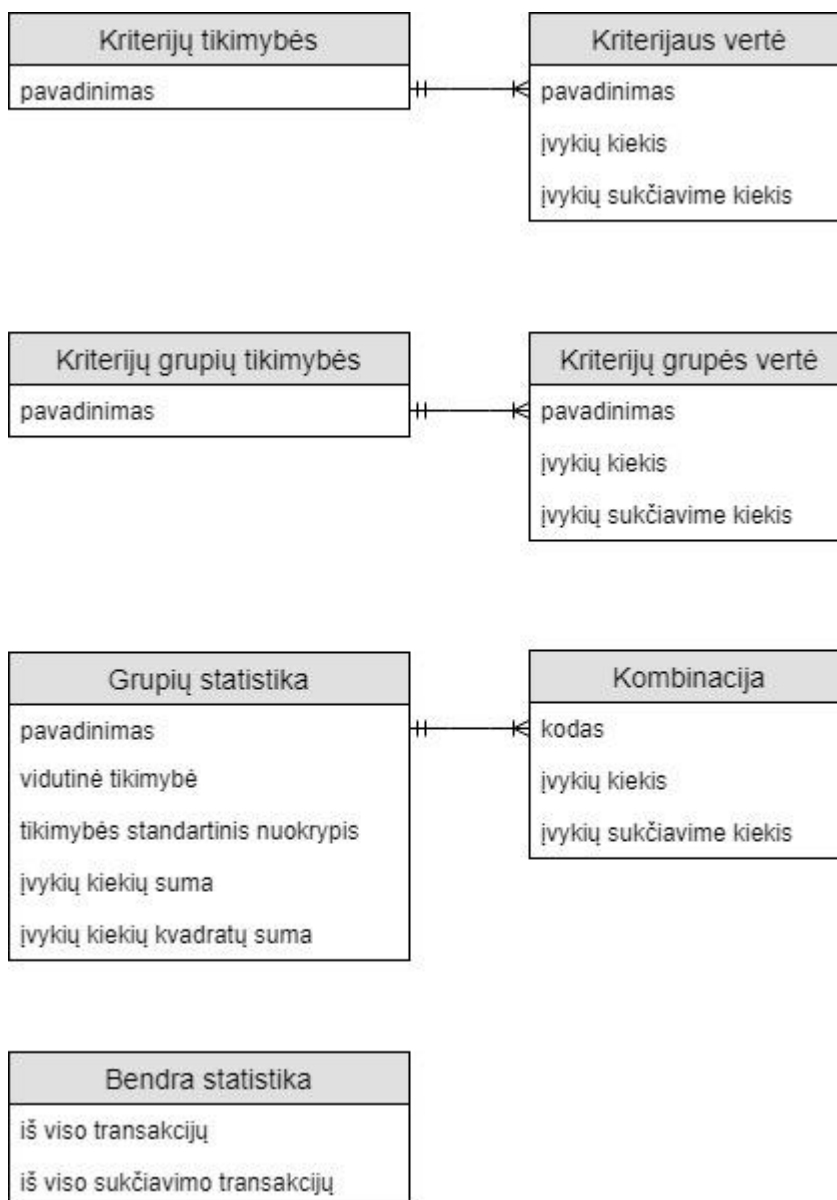 Kriterijų tikimybės
pavadinimas
Kriterijaus vertė
pavadinimas
įvykių kiekis
įvykių sukčiavime kiekis
Kriterijų grupių tikimybės
pavadinimas
Kriterijų grupės vertė
pavadinimas
įvykių kiekis
įvykių sukčiavime kiekis
Grupių statistika
pavadinimas
vidutinė tikimybė
tikimybės standartinis nuokrypis
įvykių kiekių suma
įvykių kiekių kvadratų suma
Kombinacija
kodas
įvykių kiekis
įvykių sukčiavime kiekis
Bendra statistika
iš viso transakcijų
iš viso sukčiavimo transakcijų